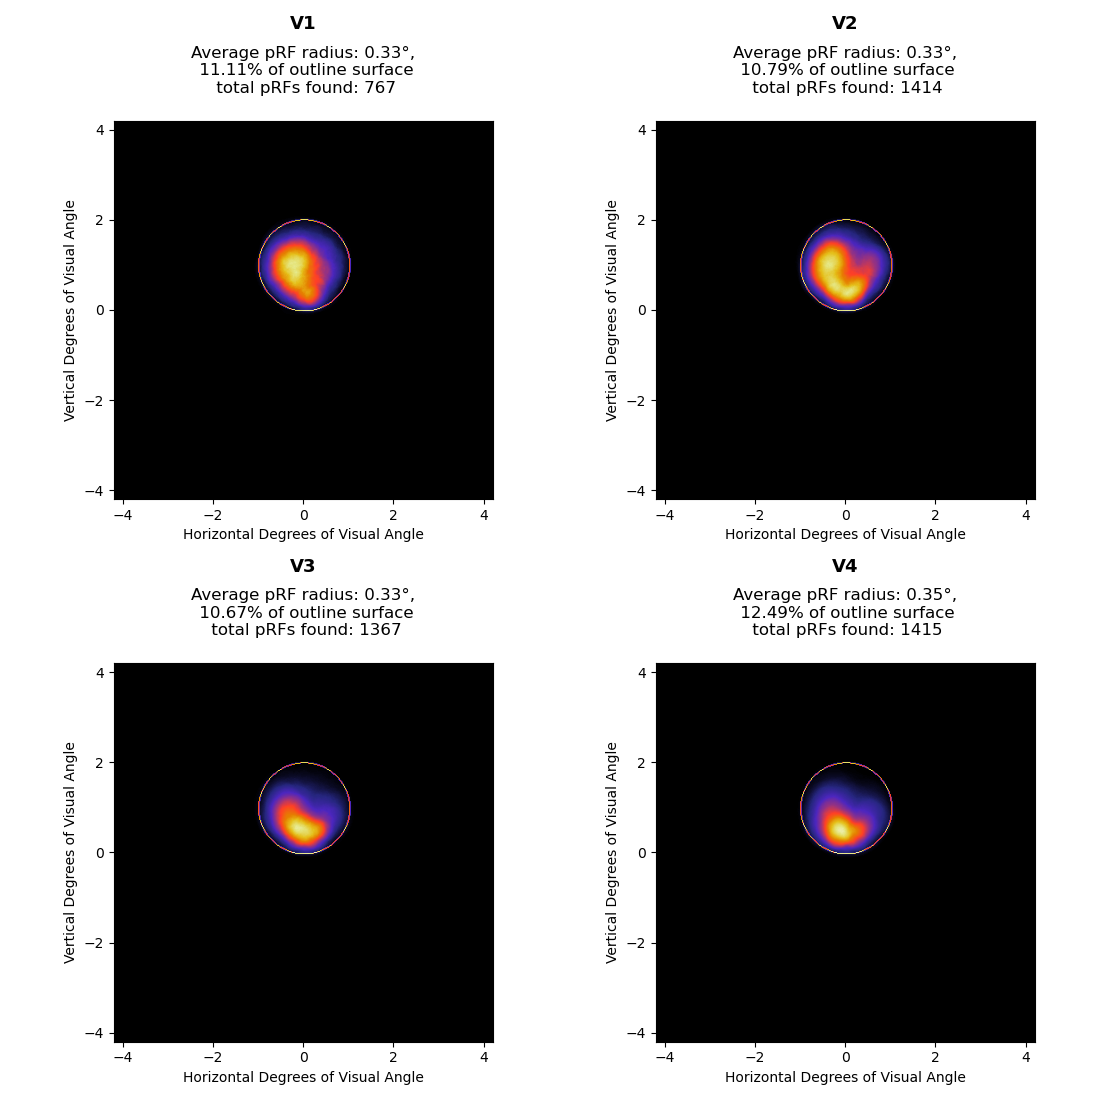 V1
Average pRF radius: 0.33°,
11.11% of outline surface
total pRFs found: 767
4
2
0
−2
−4
Vertical Degrees of Visual Angle
−4 −2 0 2 4
Horizontal Degrees of Visual Angle
V2
Average pRF radius: 0.33°,
10.79% of outline surface
total pRFs found: 1414
4
2
0
−2
−4
Vertical Degrees of Visual Angle
−4 −2 0 2 4
Horizontal Degrees of Visual Angle
V3
Average pRF radius: 0.33°,
10.67% of outline surface
total pRFs found: 1367
4
2
0
−2
−4
Vertical Degrees of Visual Angle
−4 −2 0 2 4
Horizontal Degrees of Visual Angle
V4
Average pRF radius: 0.35°,
12.49% of outline surface
total pRFs found: 1415
4
2
0
−2
−4
Vertical Degrees of Visual Angle
−4 −2 0 2 4
Horizontal Degrees of Visual Angle